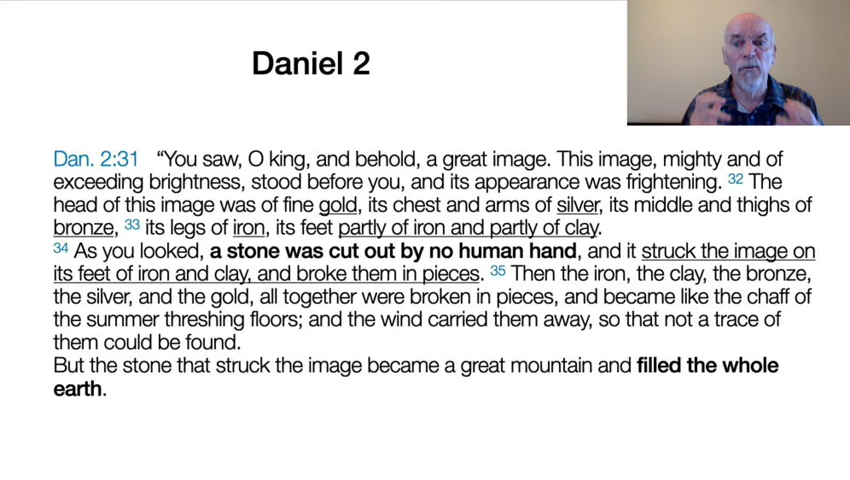 Daniel 2
Dan. 2:31 “You saw, O king, and behold, a great image. This image, mighty and of
exceeding brightness, stood before you, and its appearance was frightening. 32 The
head of this image was of fine gold, its chest and arms of silver, its middle and thighs of
bronze, 33 its legs of iron, its feet partly of iron and partly of clay.
34 As you looked, a stone was cut out by no human hand, and it struck the image on
its feet of iron and clay, and broke them in pieces. 35 Then the iron, the clay, the bronze,
the silver, and the gold, all together were broken in pieces, and became like the chaff of
the summer threshing floors; and the wind carried them away, so that not a trace of
them could be found.
But the stone that struck the image became a great mountain and filled the whole
earth.